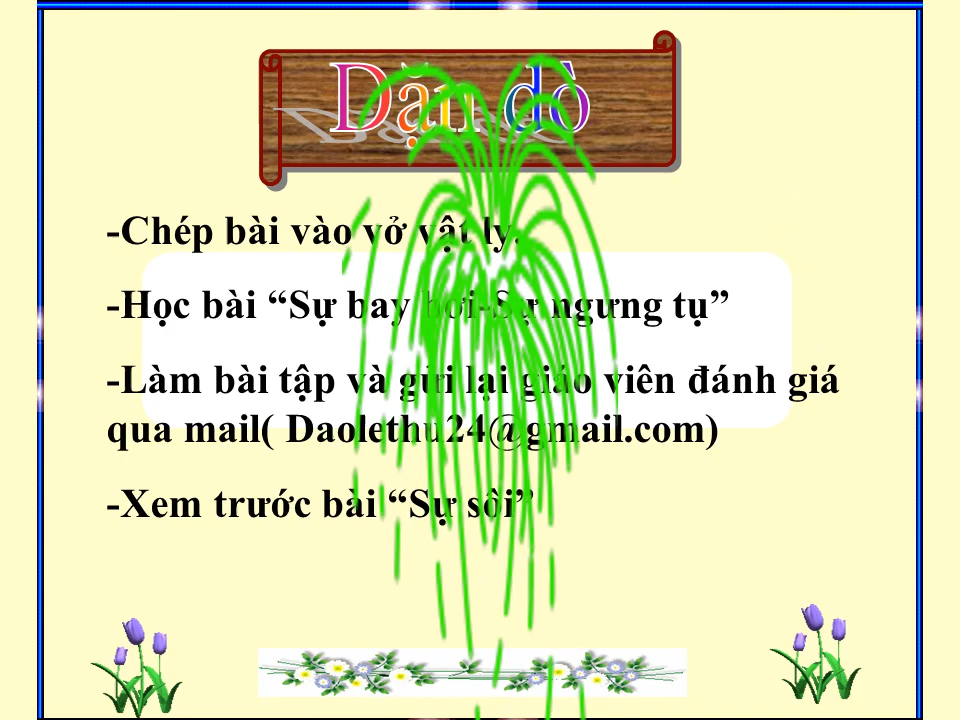 Dặn dò
-Chép bài vào vở vật lý.
-Học bài “Sự bay hơi-Sự ngưng tụ”
-Làm bài tập và gửi lại giáo viên đánh giá
qua mail( Daolethu24@gmail.com)
-Xem trước bài “Sự sôi”